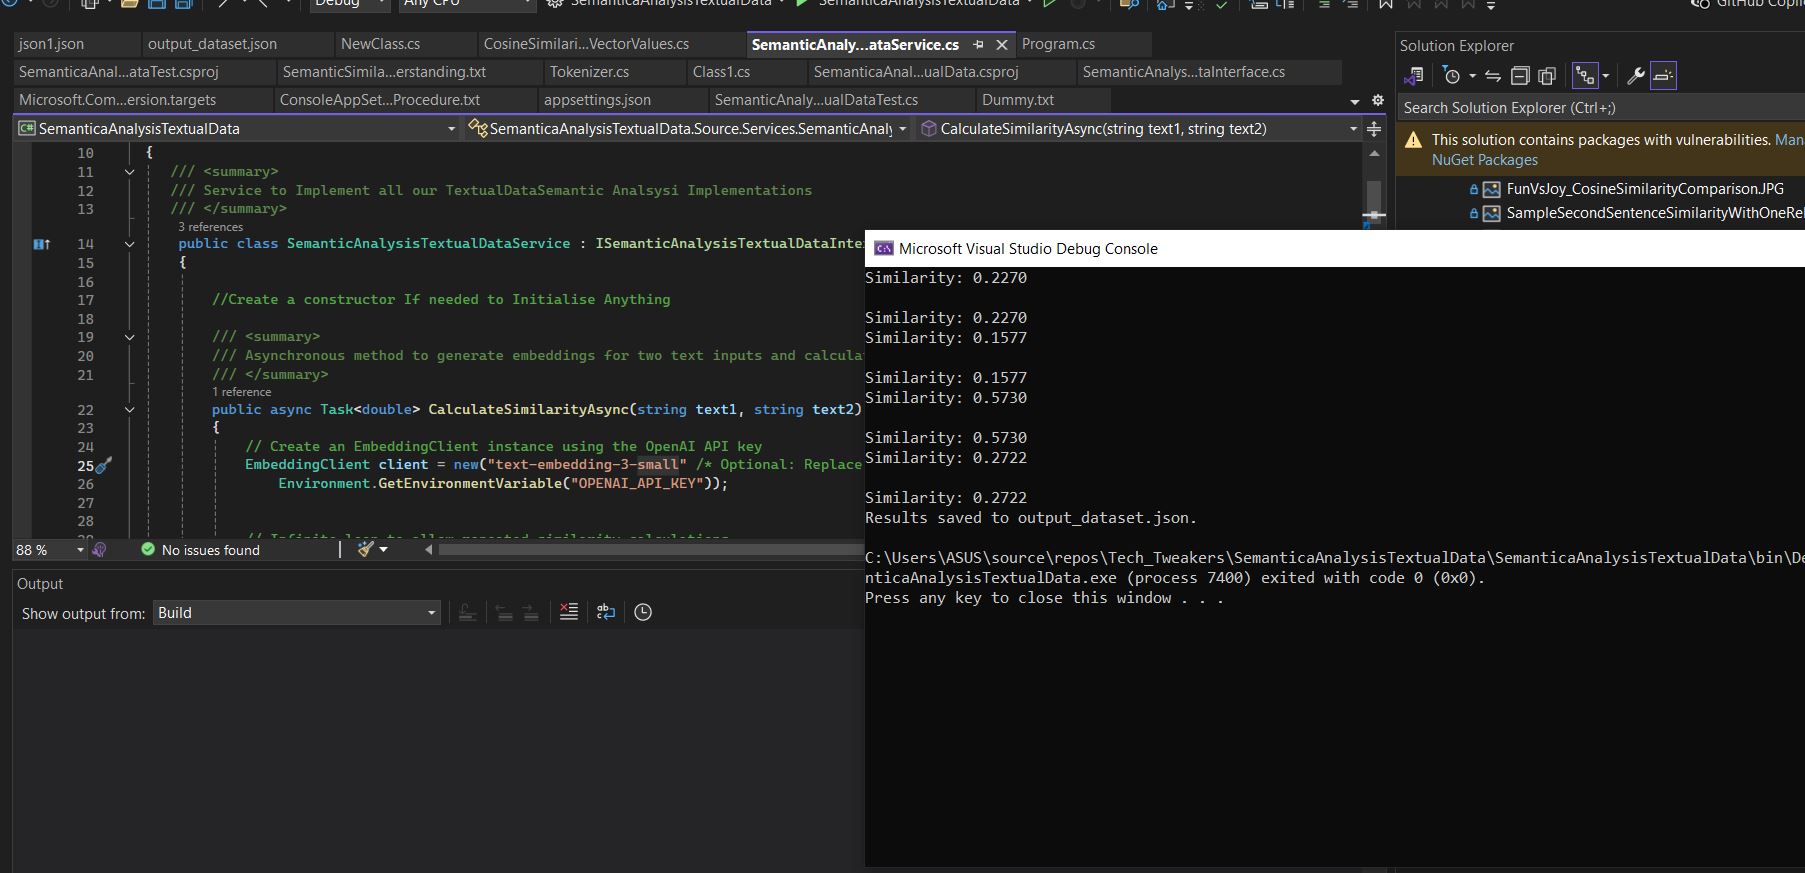 Debug
Any CPU
SemanticaAnalysisTextualData
SemanticaAnalysisTextualData
GitHub Copil
json1.json
output_dataset.json
NewClass.cs
CosineSimilari...VectorValues.cs
SemanticAnaly...ataService.cs
Program.cs
SemanticaAnal...ataTest.csproj
SemanticSimila...erstanding.txt
Tokenizer.cs
Class1.cs
SemanticaAnal...ualData.csproj
SemanticAnalys...taInterface.cs
Microsoft.Com...ersion.targets
ConsoleAppSet...Procedure.txt
appsettings.json
SemanticAnaly...ualDataTest.cs
Dummy.txt
C# SemanticaAnalysisTextualData
SemanticaAnalysisTextualData.Source.Services.SemanticAnaly
CalculateSimilarityAsync(string text1, string text2)
10 {
11 /// <summary>
12 /// Service to Implement all our TextualDataSemantic Analsysi Implementations
13 /// </summary>
3 references
14 public class SemanticAnalysisTextualDataService : ISemanticAnalysisTextualDataInte
15 {
16
17 //Create a constructor If needed to Initialise Anything
18
19 /// <summary>
20 /// Asynchronous method to generate embeddings for two text inputs and calcula
21 /// </summary>
1 reference
22 public async Task<double> CalculateSimilarityAsync(string text1, string text2)
23 {
24 // Create an EmbeddingClient instance using the OpenAI API key
25 EmbeddingClient client = new("text-embedding-3-small" /* Optional: Replace
26 Environment.GetEnvironmentVariable("OPENAI_API_KEY"));
27
28
88 %
No issues found
Output
Show output from: Build
Microsoft Visual Studio Debug Console
Similarity: 0.2270
Similarity: 0.2270
Similarity: 0.1577
Similarity: 0.1577
Similarity: 0.5730
Similarity: 0.5730
Similarity: 0.2722
Similarity: 0.2722
Results saved to output_dataset.json.
C:\Users\ASUS\source\repos\Tech_Tweakers\SemanticaAnalysisTextualData\SemanticaAnalysisTextualData\bin\De
nticaAnalysisTextualData.exe (process 7400) exited with code 0 (0x0).
Press any key to close this window . . .
Solution Explorer
Search Solution Explorer (Ctrl+;)
This solution contains packages with vulnerabilities. Man
NuGet Packages
FunVsJoy_CosineSimilarityComparison.JPG
SampleSecondSentenceSimilarityWithOneRel